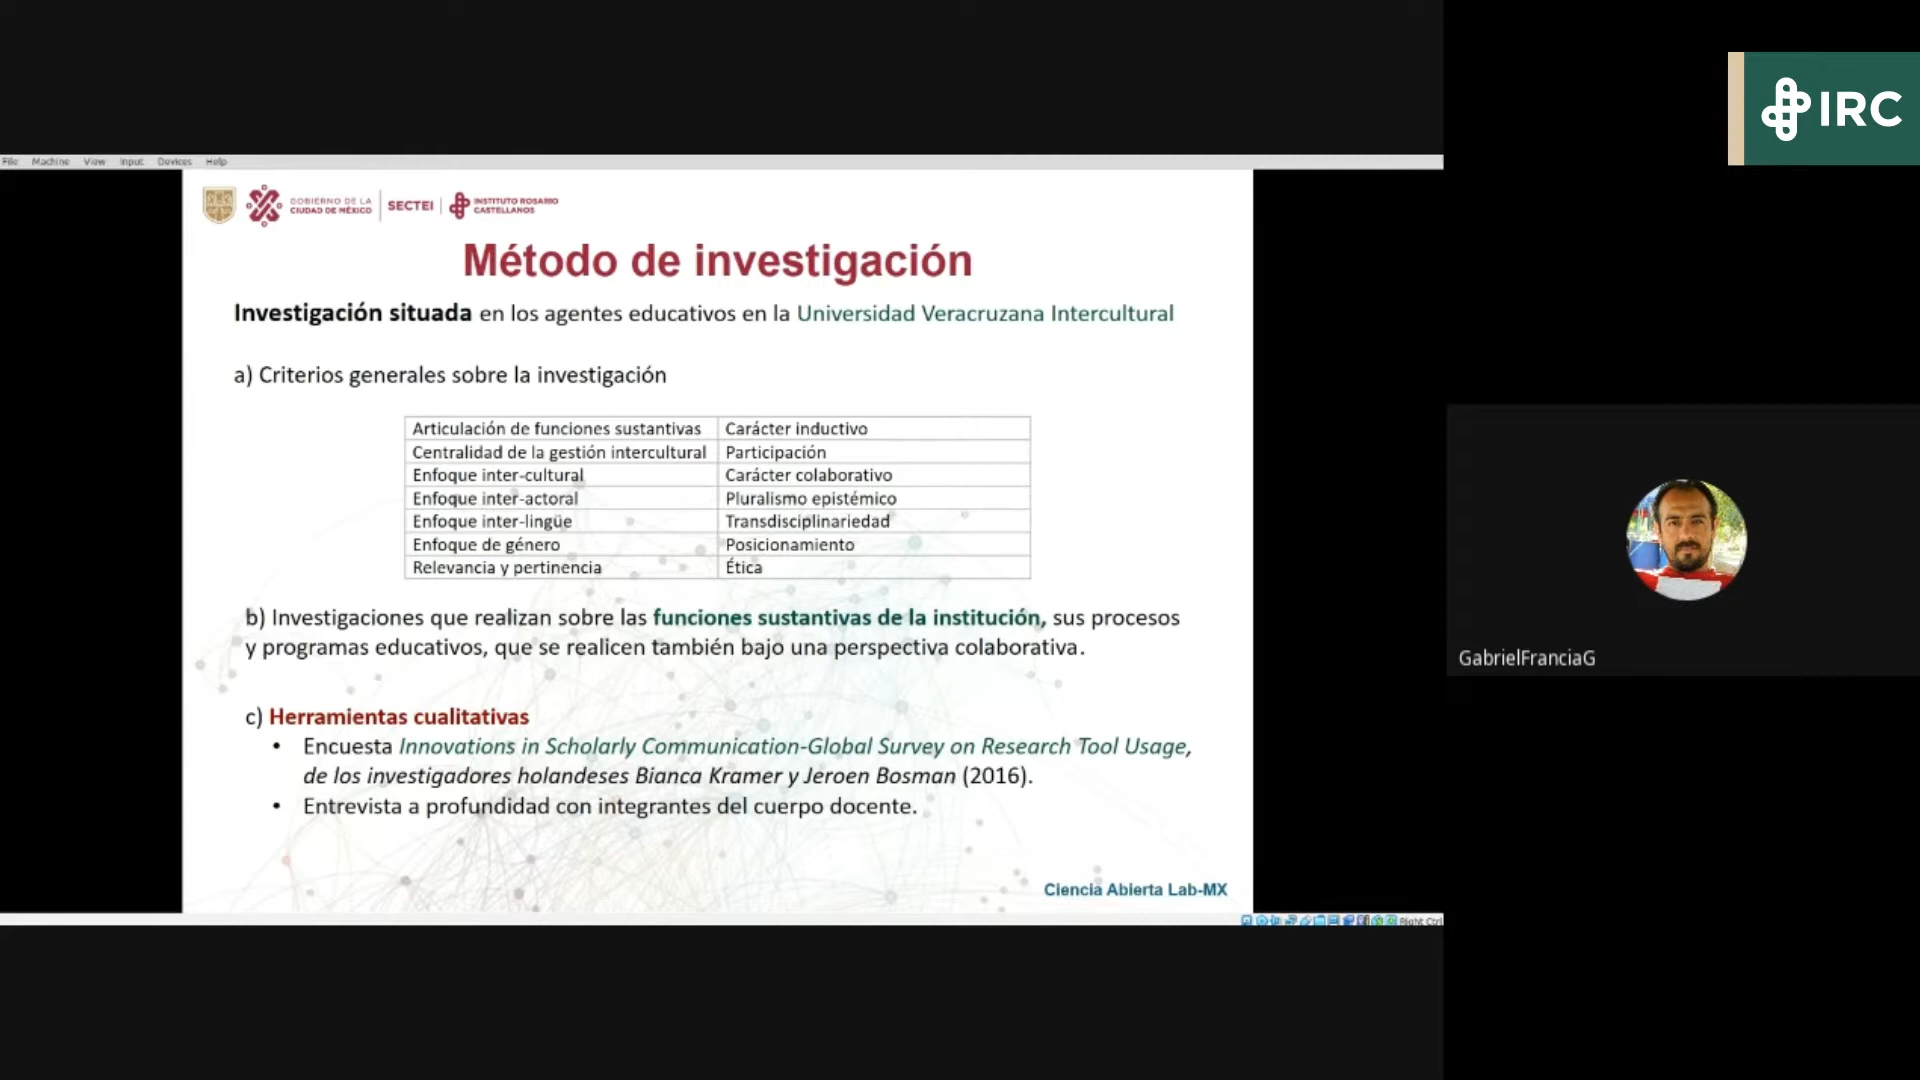 IRC
File Machine View Input Devices Help
GOBIERNO DE LA
CIUDAD DE MÉXICO
SECTEI
INSTITUTO ROSARIO
CASTELLANOS
Método de investigación
Investigación situada en los agentes educativos en la Universidad Veracruzana Intercultural
a) Criterios generales sobre la investigación
Articulación de funciones sustantivas Carácter inductivo
Centralidad de la gestión intercultural Participación
Enfoque inter-cultural Carácter colaborativo
Enfoque inter-actoral Pluralismo epistémico
Enfoque inter-lingüe Transdisciplinariedad
Enfoque de género Posicionamiento
Relevancia y pertinencia Ética
b) Investigaciones que realizan sobre las funciones sustantivas de la institución, sus procesos
y programas educativos, que se realicen también bajo una perspectiva colaborativa.
c) Herramientas cualitativas
• Encuesta Innovations in Scholarly Communication-Global Survey on Research Tool Usage,
de los investigadores holandeses Bianca Kramer y Jeroen Bosman (2016).
• Entrevista a profundidad con integrantes del cuerpo docente.
Ciencia Abierta Lab-MX
Right Ctrl
GabrielFranciaG